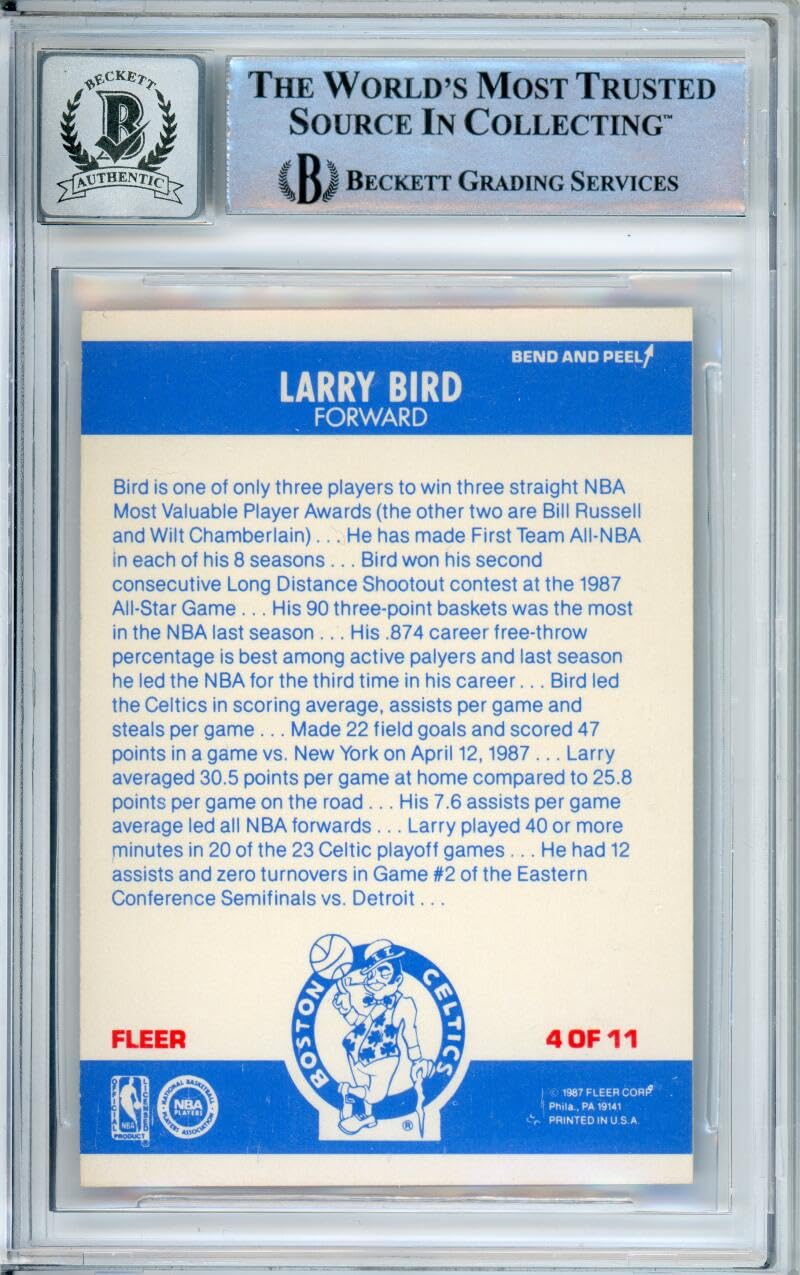 BECKETT
B
AUTHENTIC
THE WORLD'S MOST TRUSTED
SOURCE IN COLLECTING™
B BECKETT GRADING SERVICES
BEND AND PEEL
LARRY BIRD
FORWARD
Bird is one of only three players to win three straight NBA
Most Valuable Player Awards (the other two are Bill Russell
and Wilt Chamberlain) . . . He has made First Team All-NBA
in each of his 8 seasons . . . Bird won his second
consecutive Long Distance Shootout contest at the 1987
All-Star Game . . . His 90 three-point baskets was the most
in the NBA last season . . . His .874 career free-throw
percentage is best among active palyers and last season
he led the NBA for the third time in his career . . . Bird led
the Celtics in scoring average, assists per game and
steals per game . . . Made 22 field goals and scored 47
points in a game vs. New York on April 12, 1987 . . . Larry
averaged 30.5 points per game at home compared to 25.8
points per game on the road . . . His 7.6 assists per game
average led all NBA forwards . . . Larry played 40 or more
minutes in 20 of the 23 Celtic playoff games . . . He had 12
assists and zero turnovers in Game #2 of the Eastern
Conference Semifinals vs. Detroit . . .
BOSTON CELTICS
®
FLEER
4 OF 11
OFFICIAL LICENSED
NBA
PRODUCT
NATIONAL BASKETBALL
NBA
PLAYERS
PLAYERS ASSOCIATION
© 1987 FLEER CORP.
Phila., PA 19141
PRINTED IN U.S.A.